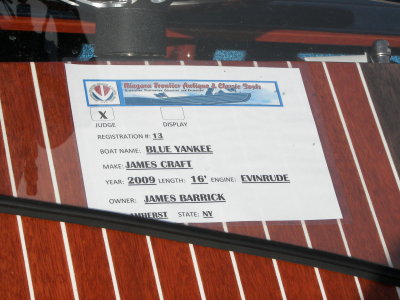 Niagara Frontier Antique & Classic Boats
X
JUDGE DISPLAY
REGISTRATION #: 13
BOAT NAME: BLUE YANKEE
MAKE: JAMES CRAFT
YEAR: 2009 LENGTH: 16' ENGINE: EVINRUDE
OWNER: JAMES BARRICK
AMHERST STATE: NY